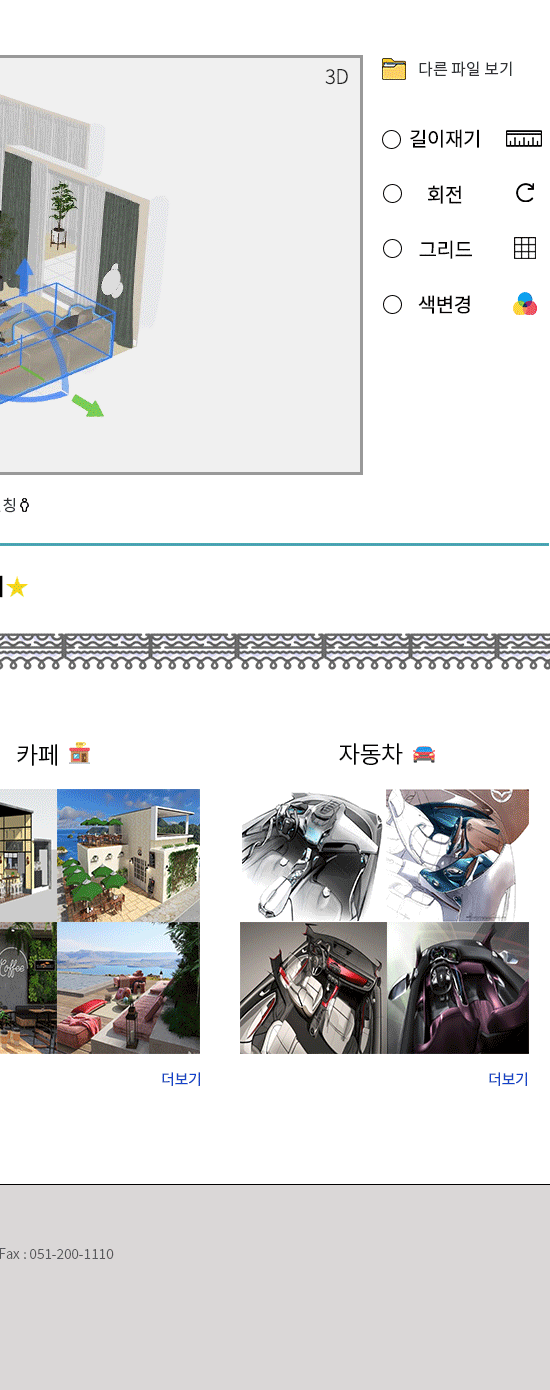 3D
다른 파일 보기
길이재기
회전
그리드
색변경
칭
카페
자동차
Coffee
더보기
더보기
Fax : 051-200-1110